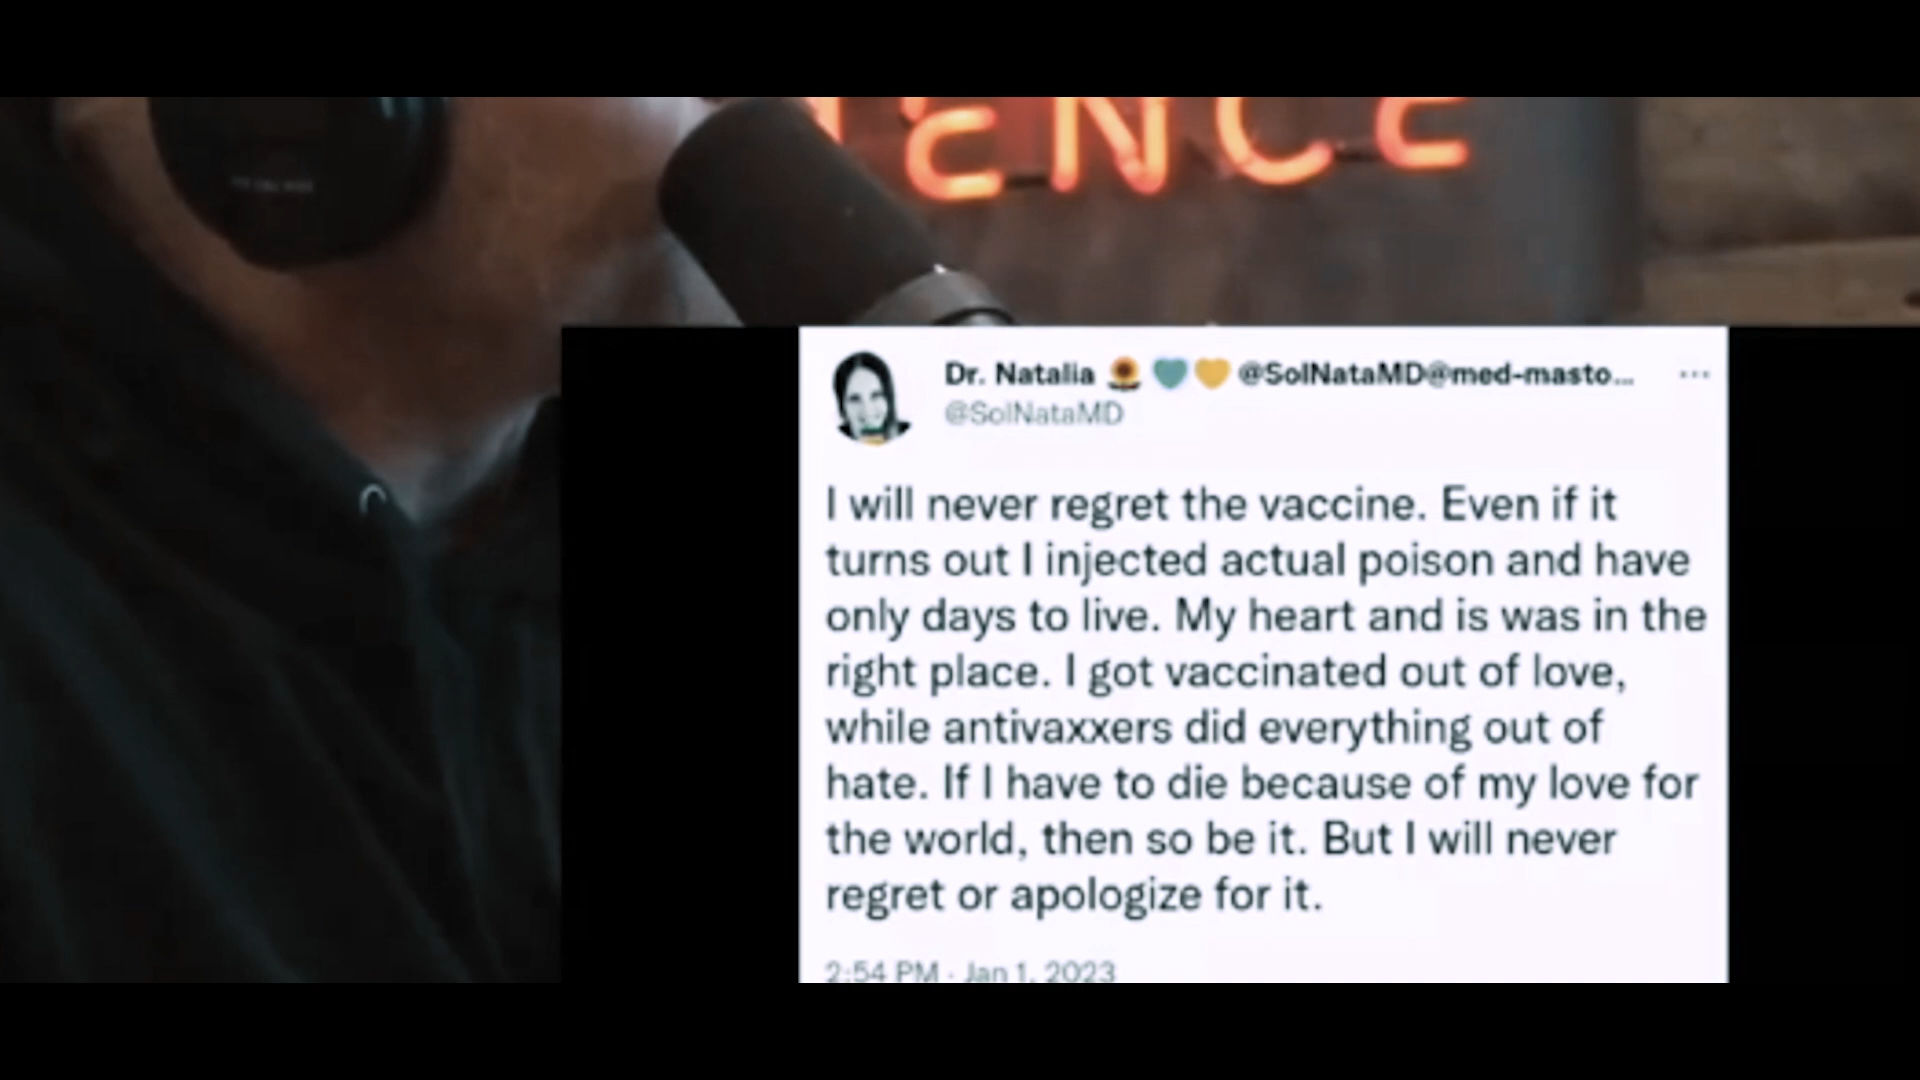 ENCE
Dr. Natalia 🌻💚💛 @SolNataMD@med-masto...
@SolNataMD
I will never regret the vaccine. Even if it
turns out I injected actual poison and have
only days to live. My heart and is was in the
right place. I got vaccinated out of love,
while antivaxxers did everything out of
hate. If I have to die because of my love for
the world, then so be it. But I will never
regret or apologize for it.
2:54 PM · Jan 1, 2023